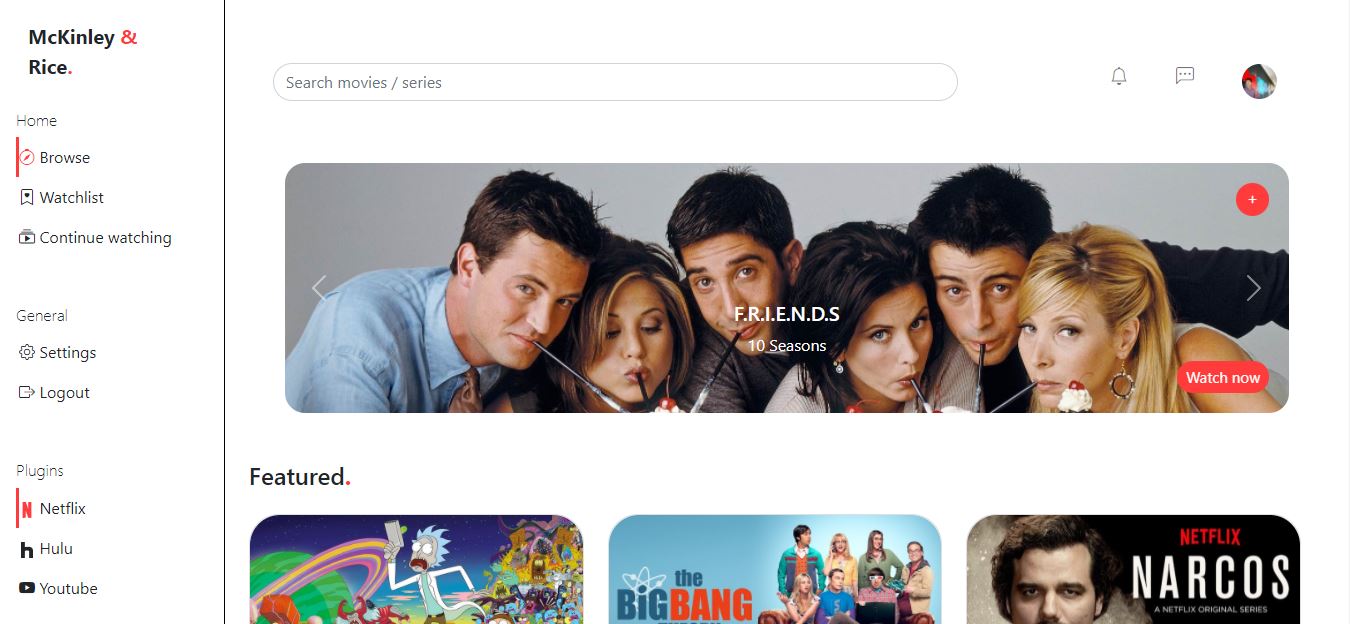 McKinley &
Rice.
Home
Browse
Watchlist
Continue watching
General
Settings
Logout
Plugins
Netflix
Hulu
Youtube
Search movies / series
+
F.R.I.E.N.D.S
10 Seasons
Watch now
Featured.
the
BIG BANG
THEORY
NETFLIX
NARCOS
A NETFLIX ORIGINAL SERIES